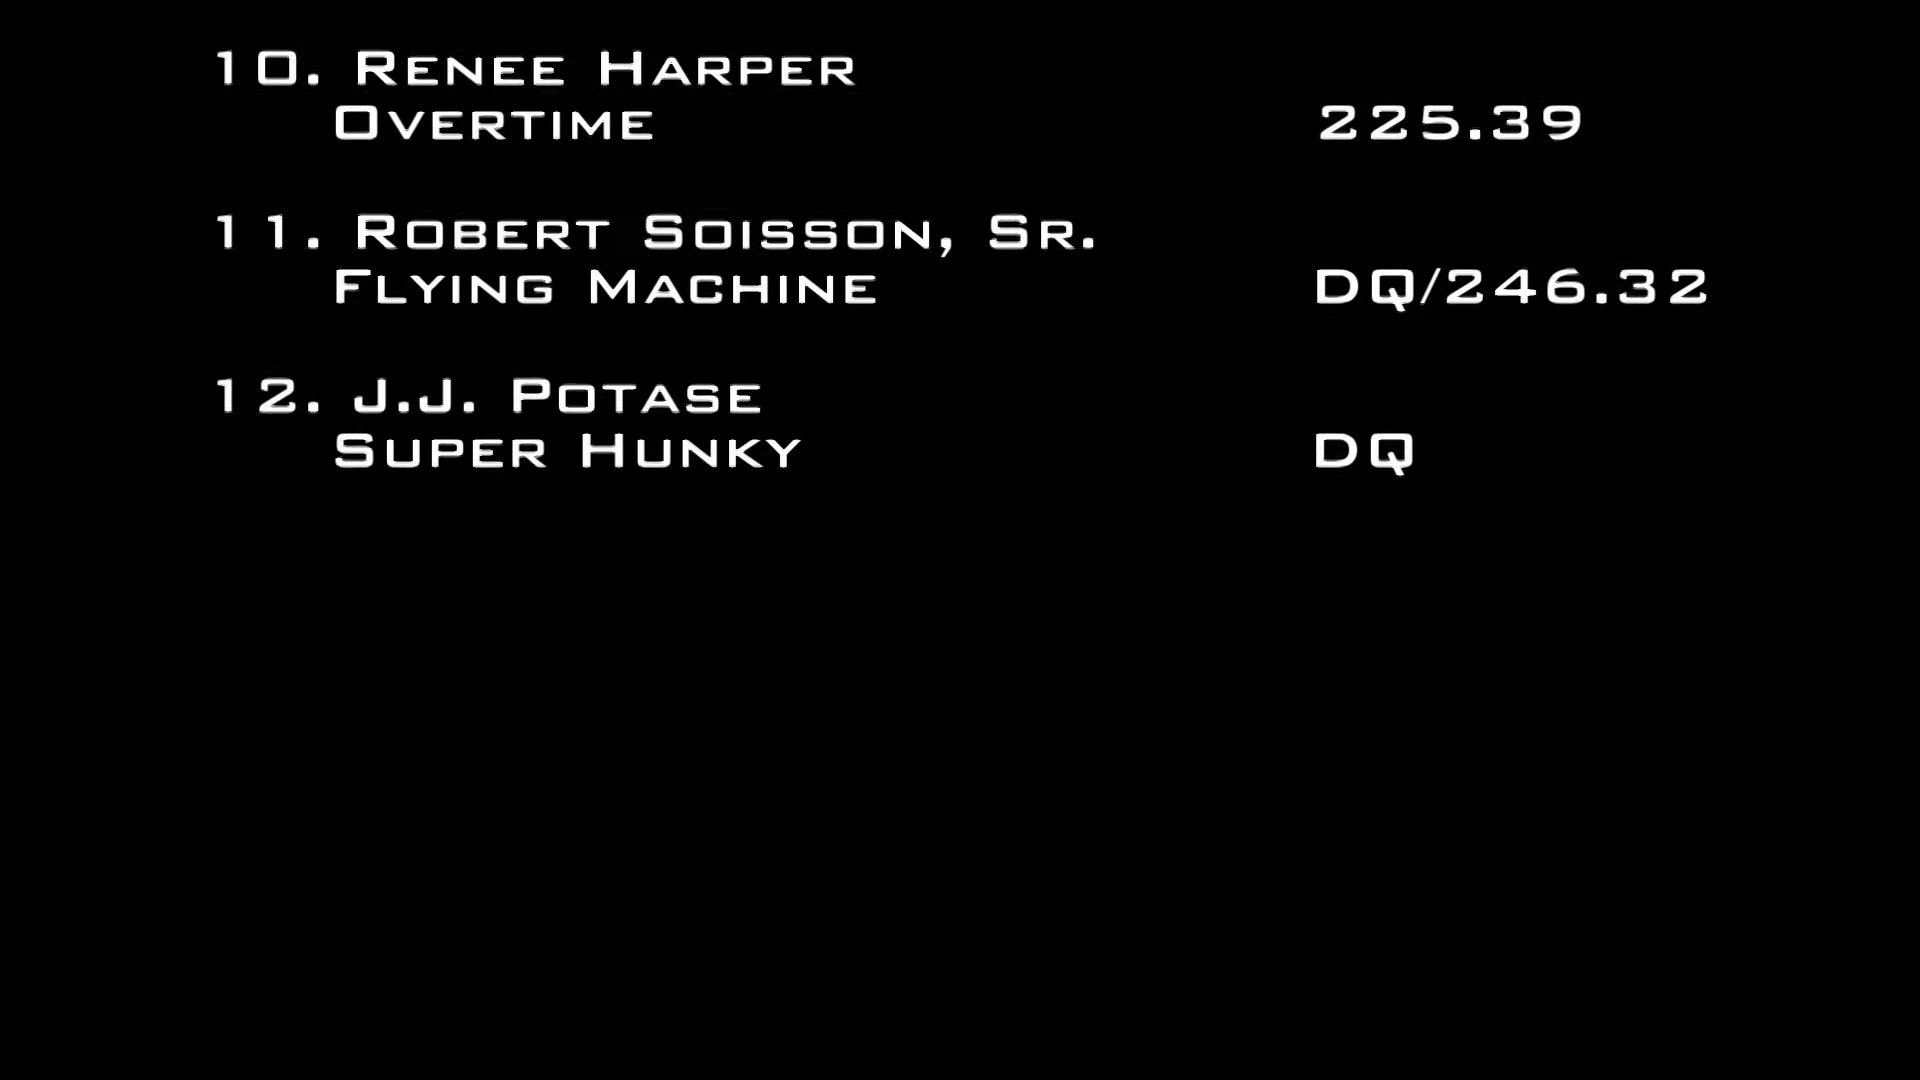 10. Renee Harper
Overtime 225.39
11. Robert Soisson, Sr.
Flying Machine DQ/246.32
12. J.J. Potase
Super Hunky DQ